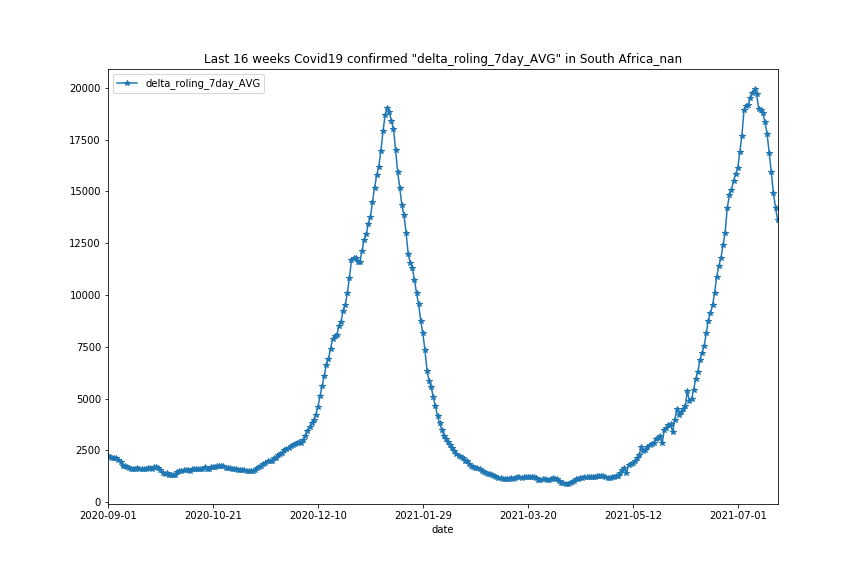 Last 16 weeks Covid19 confirmed "delta_roling_7day_AVG" in South Africa_nan
delta_roling_7day_AVG
20000
17500
15000
12500
10000
7500
5000
2500
0
2020-09-01 2020-10-21 2020-12-10 2021-01-29 2021-03-20 2021-05-12 2021-07-01
date